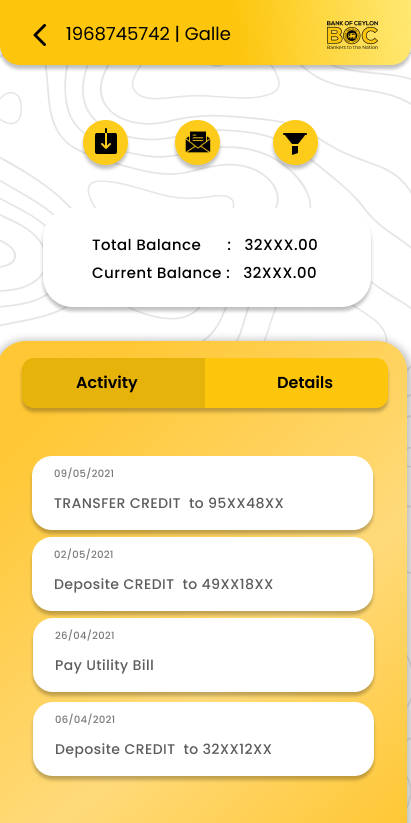 1968745742 | Galle
BANK OF CEYLON
BOC
Bankers to the Nation
Total Balance : 32XXX.00
Current Balance : 32XXX.00
Activity
Details
09/05/2021
TRANSFER CREDIT to 95XX48XX
02/05/2021
Deposite CREDIT to 49XX18XX
26/04/2021
Pay Utility Bill
06/04/2021
Deposite CREDIT to 32XX12XX